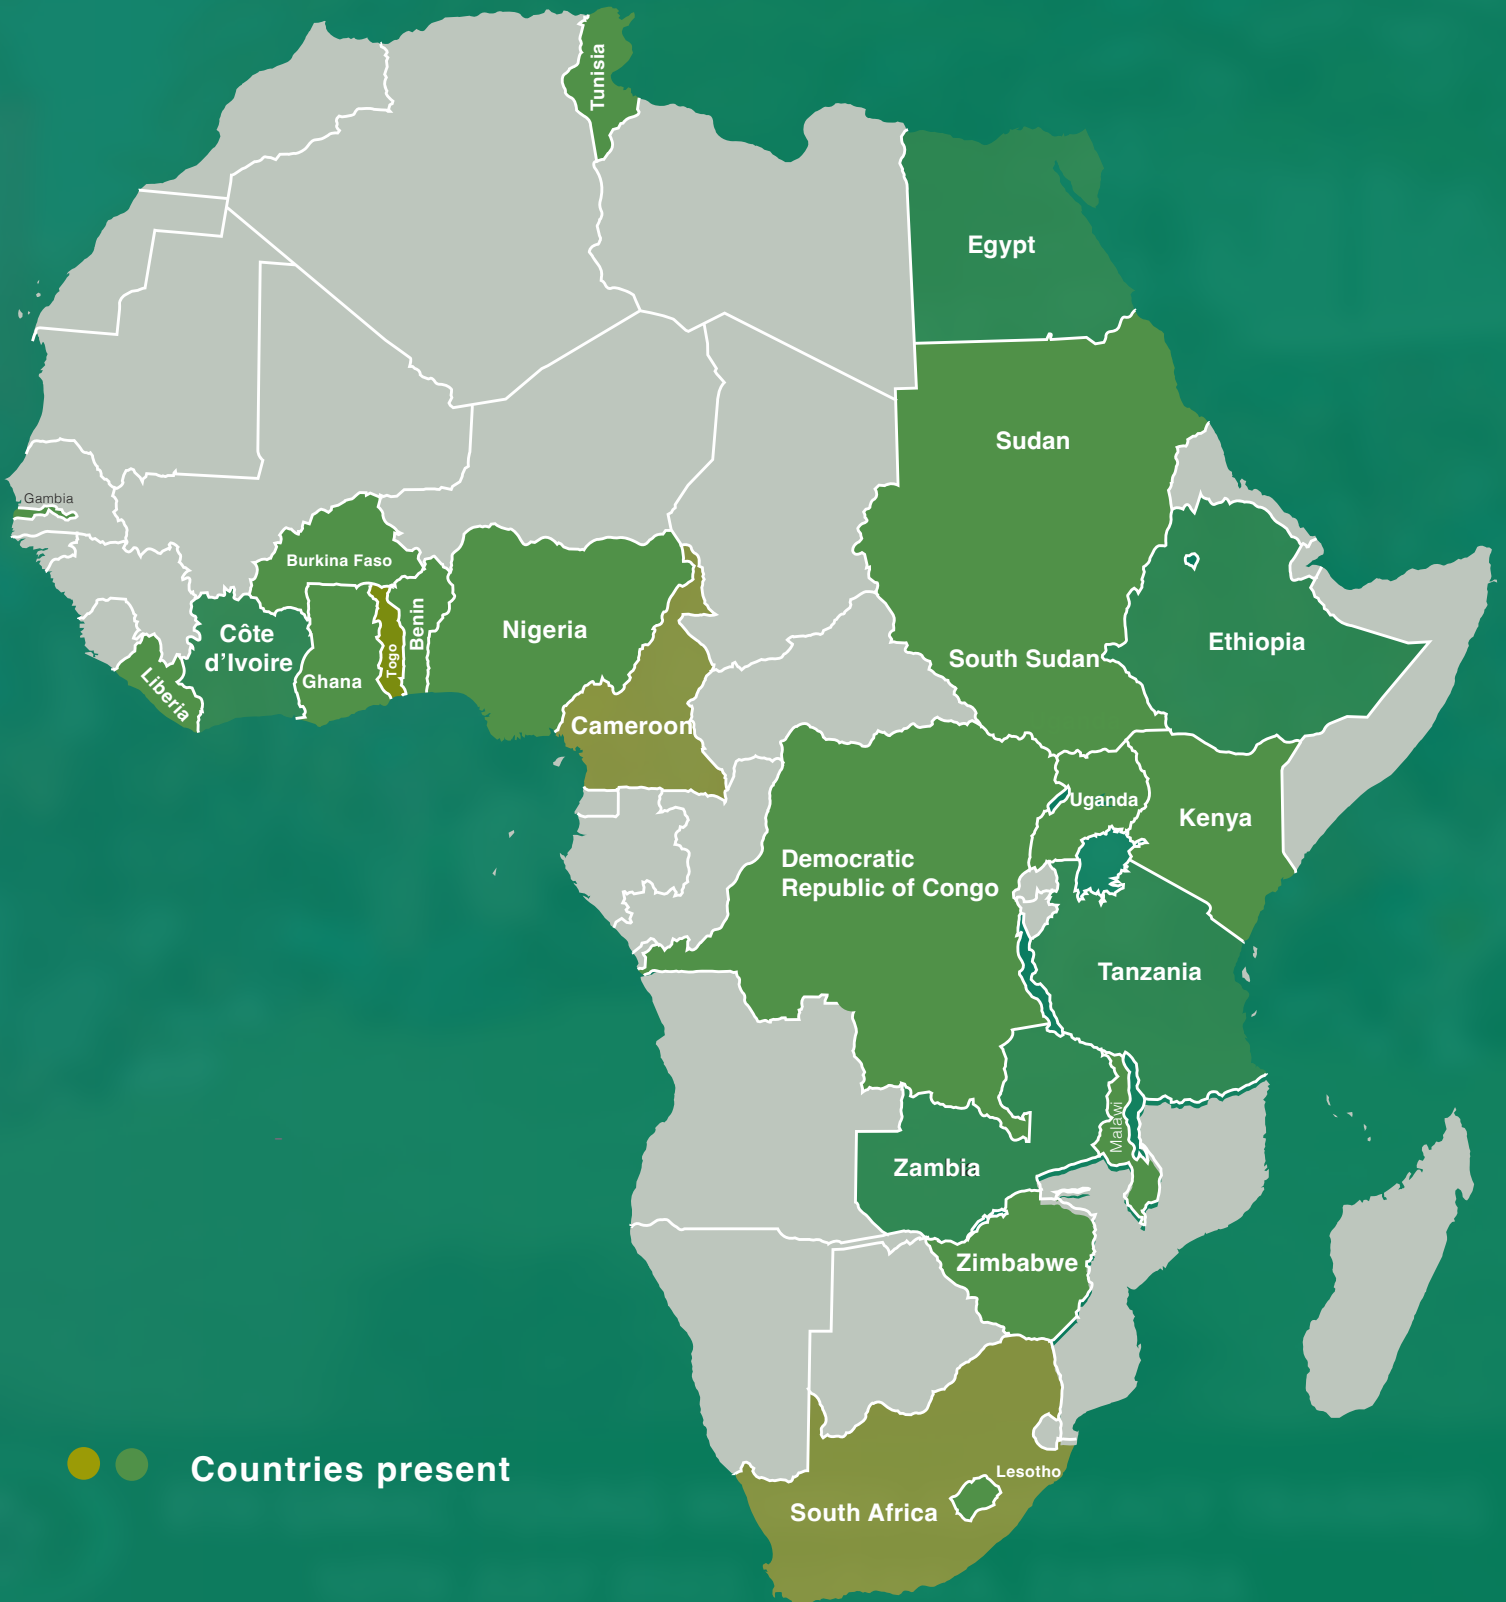 Tunisia
Egypt
Sudan
Gambia
Burkina Faso
Benin
Nigeria
Côte
d’Ivoire
Ghana
Togo
Liberia
Ethiopia
South Sudan
Cameroon
Uganda
Kenya
Democratic
Republic of Congo
Tanzania
Malawi
Zambia
Zimbabwe
Lesotho
South Africa
Countries present